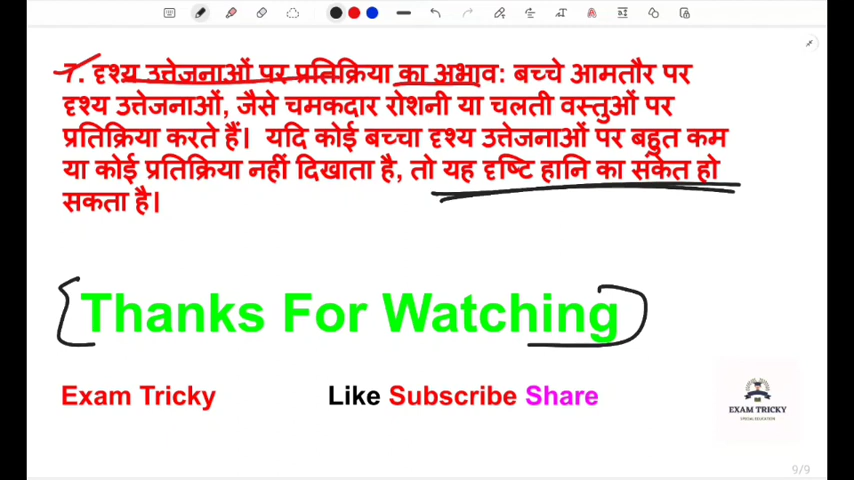 7. दृश्य उत्तेजनाओं पर प्रतिक्रिया का अभाव: बच्चे आमतौर पर
दृश्य उत्तेजनाओं, जैसे चमकदार रोशनी या चलती वस्तुओं पर
प्रतिक्रिया करते हैं। यदि कोई बच्चा दृश्य उत्तेजनाओं पर बहुत कम
या कोई प्रतिक्रिया नहीं दिखाता है, तो यह दृष्टि हानि का संकेत हो
सकता है।
Thanks For Watching
Exam Tricky Like Subscribe Share
EXAM TRICKY
SPECIAL EDUCATION
9/9